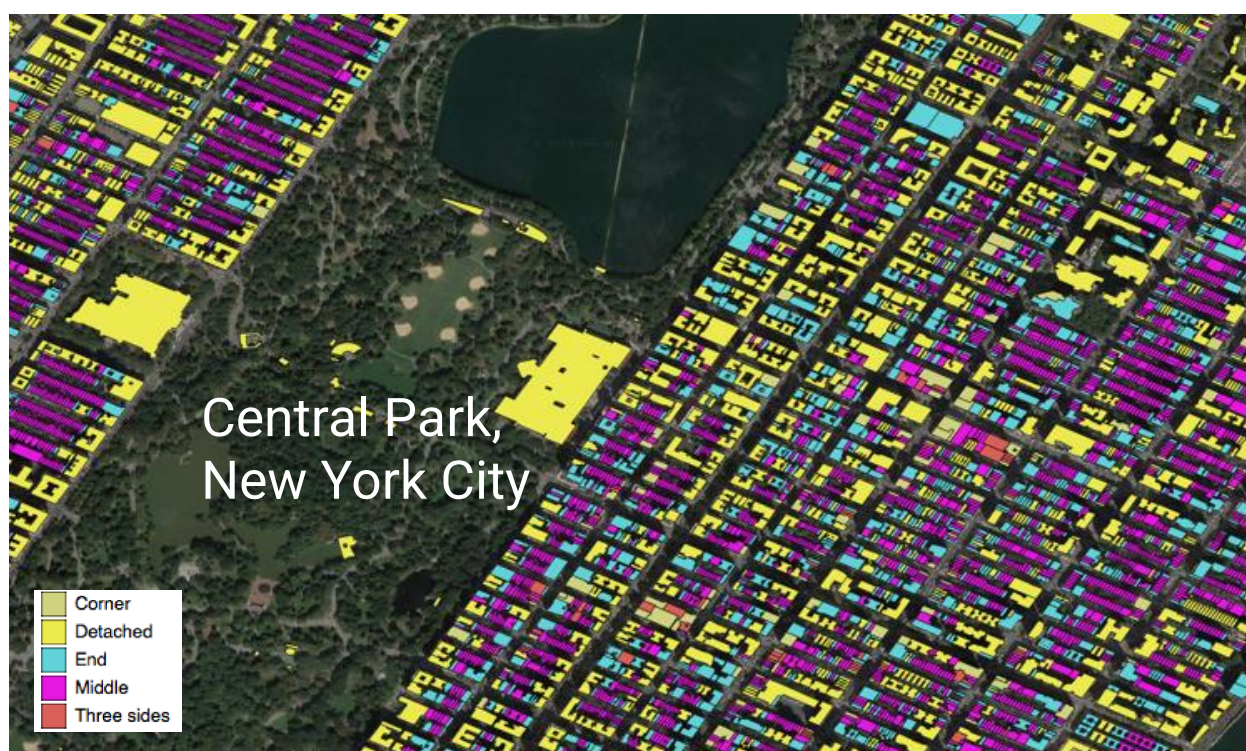 Central Park,
New York City
Corner
Detached
End
Middle
Three sides